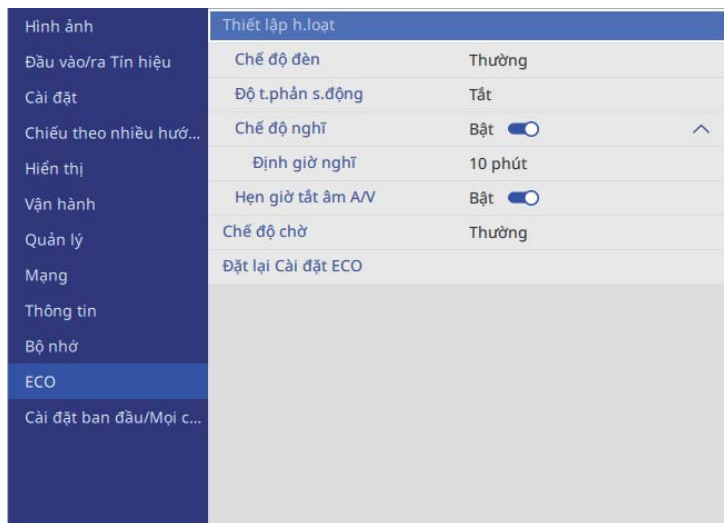 Hình ảnh
Đầu vào/ra Tín hiệu
Cài đặt
Chiếu theo nhiều hướ...
Hiển thị
Vận hành
Quản lý
Mạng
Thông tin
Bộ nhớ
ECO
Cài đặt ban đầu/Mọi c...
Thiết lập h.loạt
Chế độ đèn Thường
Độ t.phản s.động Tắt
Chế độ nghĩ Bật
Định giờ nghĩ 10 phút
Hẹn giờ tắt âm A/V Bật
Chế độ chờ Thường
Đặt lại Cài đặt ECO